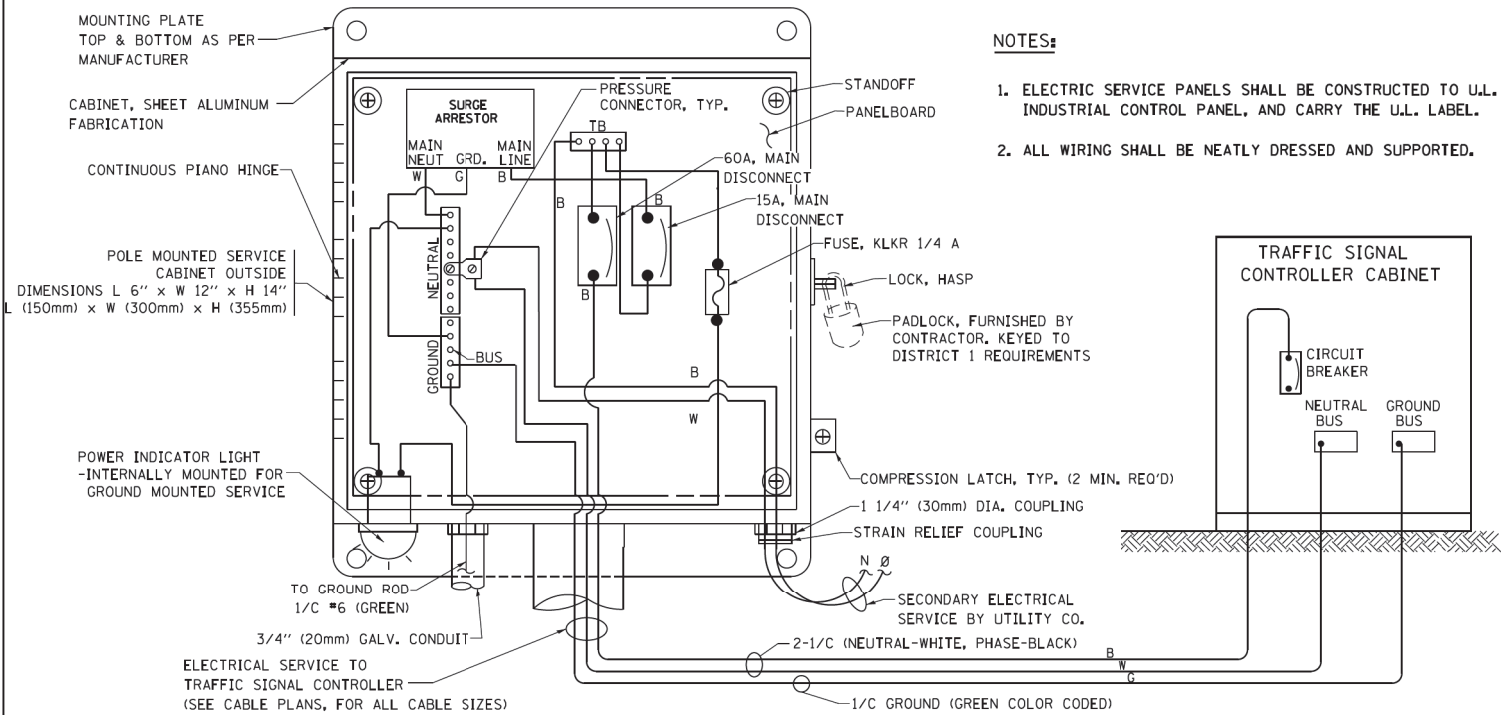 MOUNTING PLATE
TOP & BOTTOM AS PER
MANUFACTURER
CABINET, SHEET ALUMINUM
FABRICATION
CONTINUOUS PIANO HINGE
POLE MOUNTED SERVICE
CABINET OUTSIDE
DIMENSIONS L 6" x W 12" x H 14"
L (150mm) x W (300mm) x H (355mm)
POWER INDICATOR LIGHT
-INTERNALLY MOUNTED FOR
GROUND MOUNTED SERVICE
TO GROUND ROD
1/C #6 (GREEN)
3/4" (20mm) GALV. CONDUIT
ELECTRICAL SERVICE TO
TRAFFIC SIGNAL CONTROLLER
(SEE CABLE PLANS, FOR ALL CABLE SIZES)
SURGE
ARRESTOR
MAIN
NEUT
GRD.
MAIN
LINE
W
G
B
PRESSURE
CONNECTOR, TYP.
TB
NEUTRAL
GROUND
BUS
B
B
B
B
W
STANDOFF
PANELBOARD
60A, MAIN
DISCONNECT
15A, MAIN
DISCONNECT
FUSE, KLKR 1/4 A
LOCK, HASP
PADLOCK, FURNISHED BY
CONTRACTOR. KEYED TO
DISTRICT 1 REQUIREMENTS
COMPRESSION LATCH, TYP. (2 MIN. REQ'D)
1 1/4" (30mm) DIA. COUPLING
STRAIN RELIEF COUPLING
N Ø
SECONDARY ELECTRICAL
SERVICE BY UTILITY CO.
2-1/C (NEUTRAL-WHITE, PHASE-BLACK)
B
W
G
1/C GROUND (GREEN COLOR CODED)
NOTES:
1. ELECTRIC SERVICE PANELS SHALL BE CONSTRUCTED TO U.L.
INDUSTRIAL CONTROL PANEL, AND CARRY THE U.L. LABEL.
2. ALL WIRING SHALL BE NEATLY DRESSED AND SUPPORTED.
TRAFFIC SIGNAL
CONTROLLER CABINET
CIRCUIT
BREAKER
NEUTRAL
BUS
GROUND
BUS